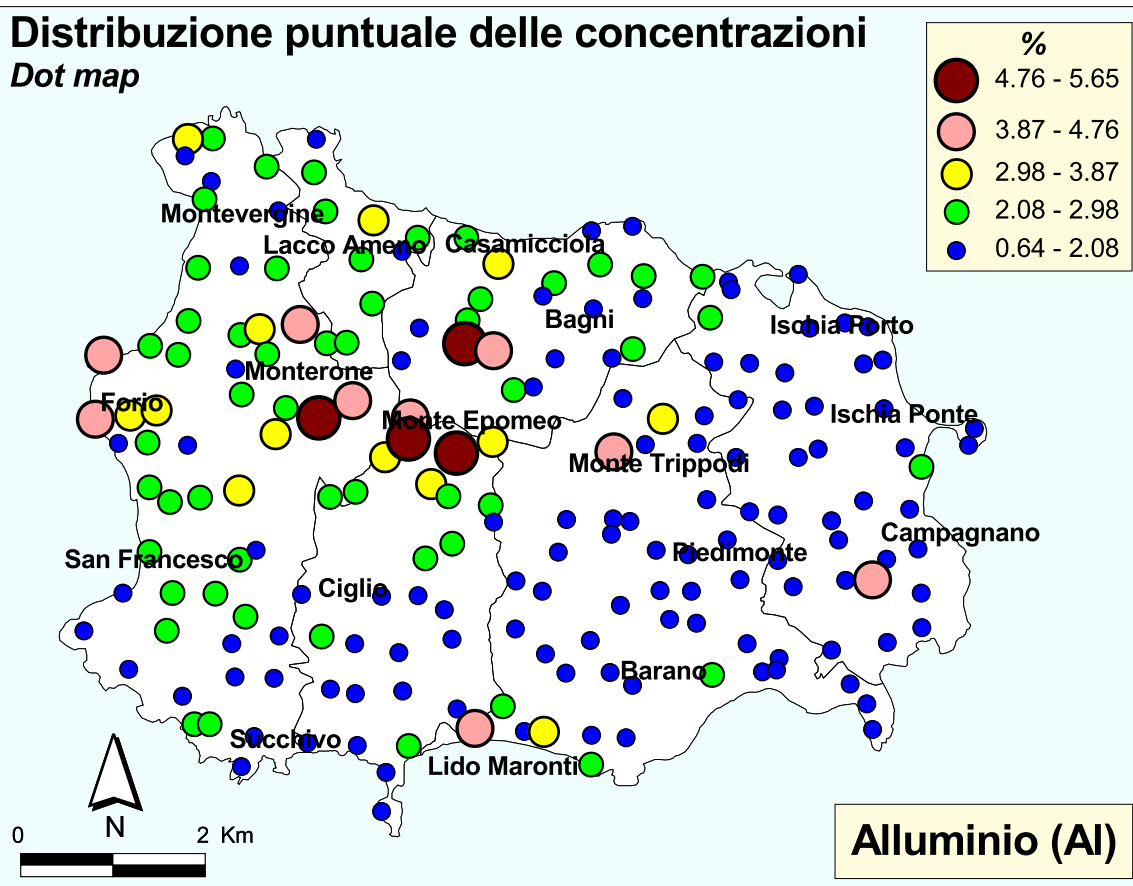 Distribuzione puntuale delle concentrazioni
Dot map
%
4.76 - 5.65
3.87 - 4.76
2.98 - 3.87
2.08 - 2.98
0.64 - 2.08
Montevergine
Lacco Ameno
Casamicciola
Bagni
Ischia Porto
Monterone
Forio
Monte Epomeo
Ischia Ponte
Monte Trippodi
Campagnano
San Francesco
Piedimonte
Ciglio
Barano
Succhivo
Lido Maronti
N
0 2 Km
Alluminio (Al)